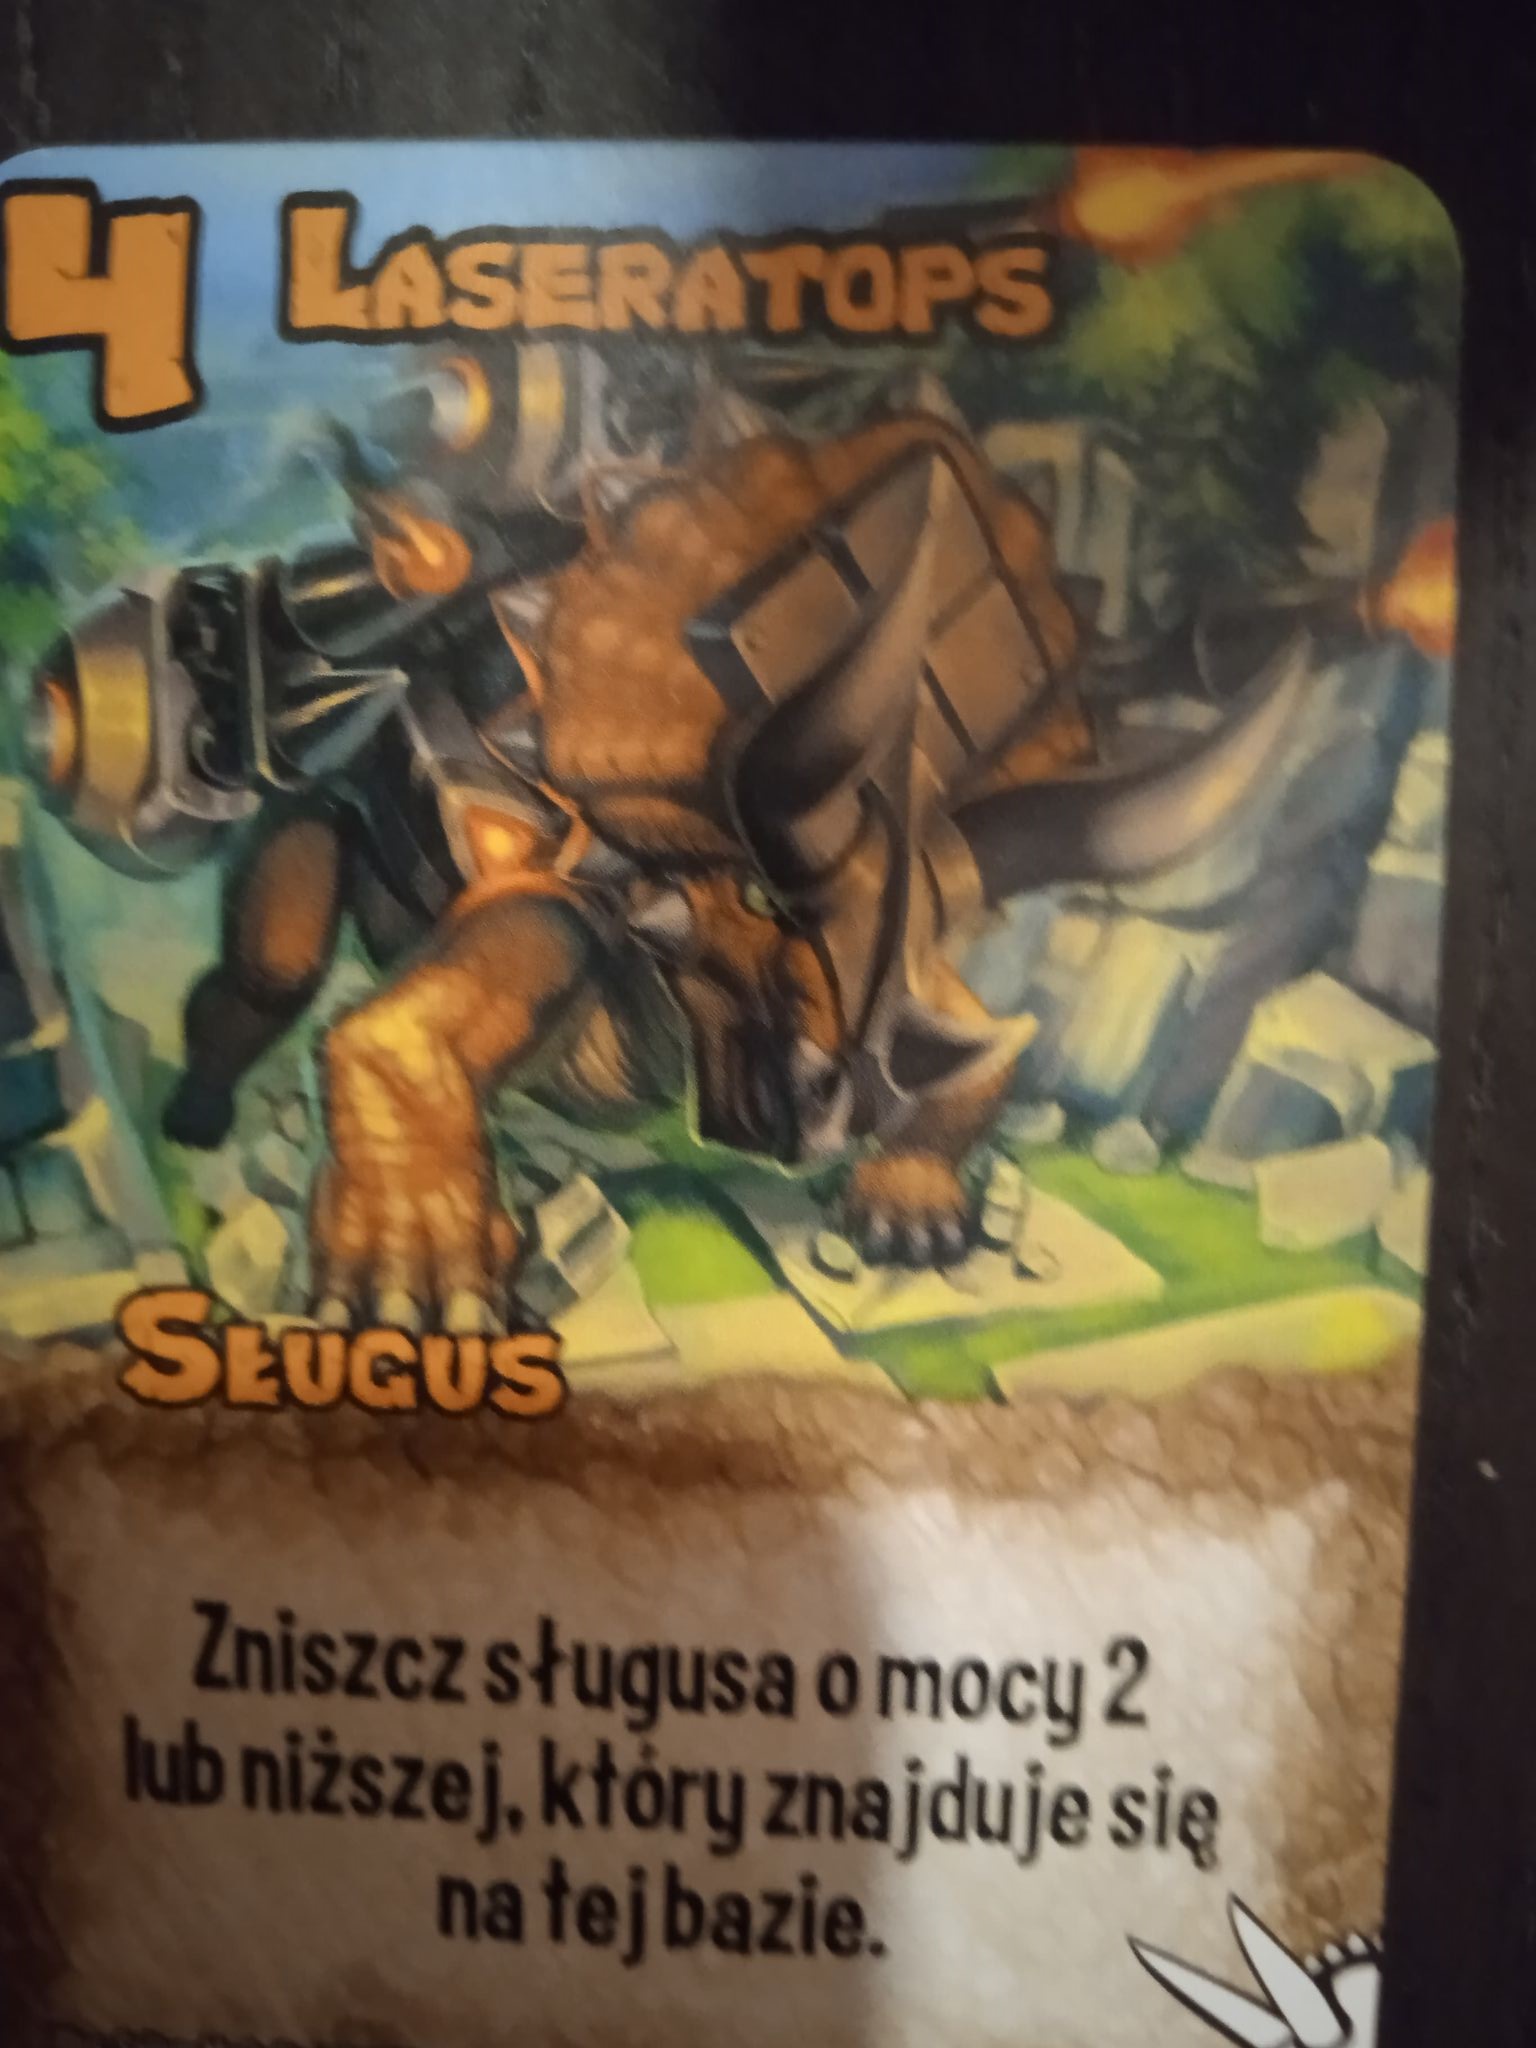 4 LASERATOPS
SŁUGUS
Zniszcz sługusa o mocy 2
lub niższej, który znajduje się
na tej bazie.